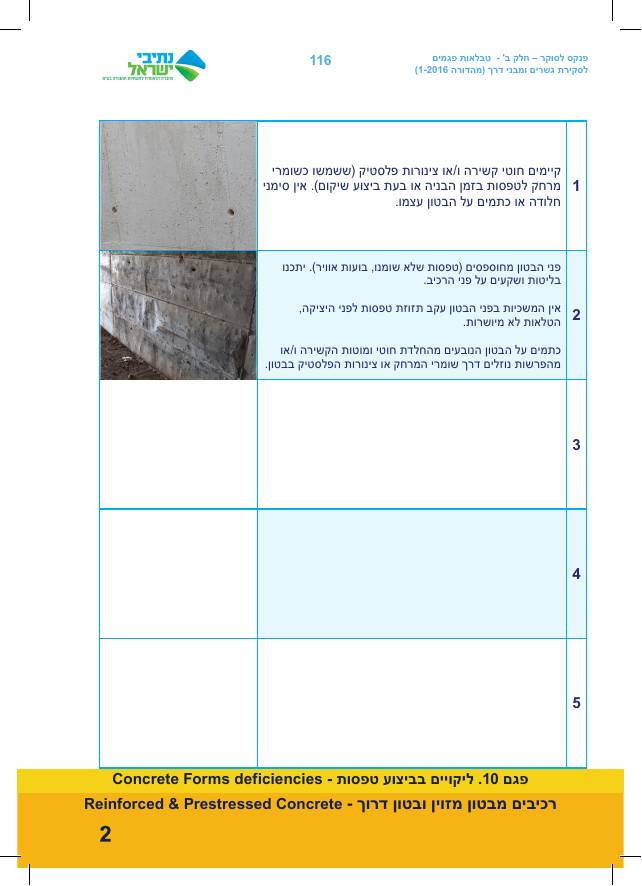 פנקס לסוקר – חלק ב' - טבלאות פגמים
לסקירת גשרים ומבני דרך (מהדורה 1-2016)
116
נתיבי
ישראל
החברה הלאומית לתשתיות תחבורה בע"מ
קיימים חוטי קשירה ו/או צינורות פלסטיק (ששמשו כשומרי
מרחק לטפסות בזמן הבניה או בעת ביצוע שיקום). אין סימני
חלודה או כתמים על הבטון עצמו.
1
פני הבטון מחוספסים (טפסות שלא שומנו, בועות אוויר). יתכנו
בליטות ושקעים על פני הרכיב.
אין המשכיות בפני הבטון עקב תזוזת טפסות לפני היציקה,
הטלאות לא מיושרות.
כתמים על הבטון הנובעים מהחלדת חוטי ומוטות הקשירה ו/או
מהפרשות נוזלים דרך שומרי המרחק או צינורות הפלסטיק בבטון.
2
3
4
5
פגם 10. ליקויים בביצוע טפסות - Concrete Forms deficiencies
רכיבים מבטון מזוין ובטון דרוך - Reinforced & Prestressed Concrete
2